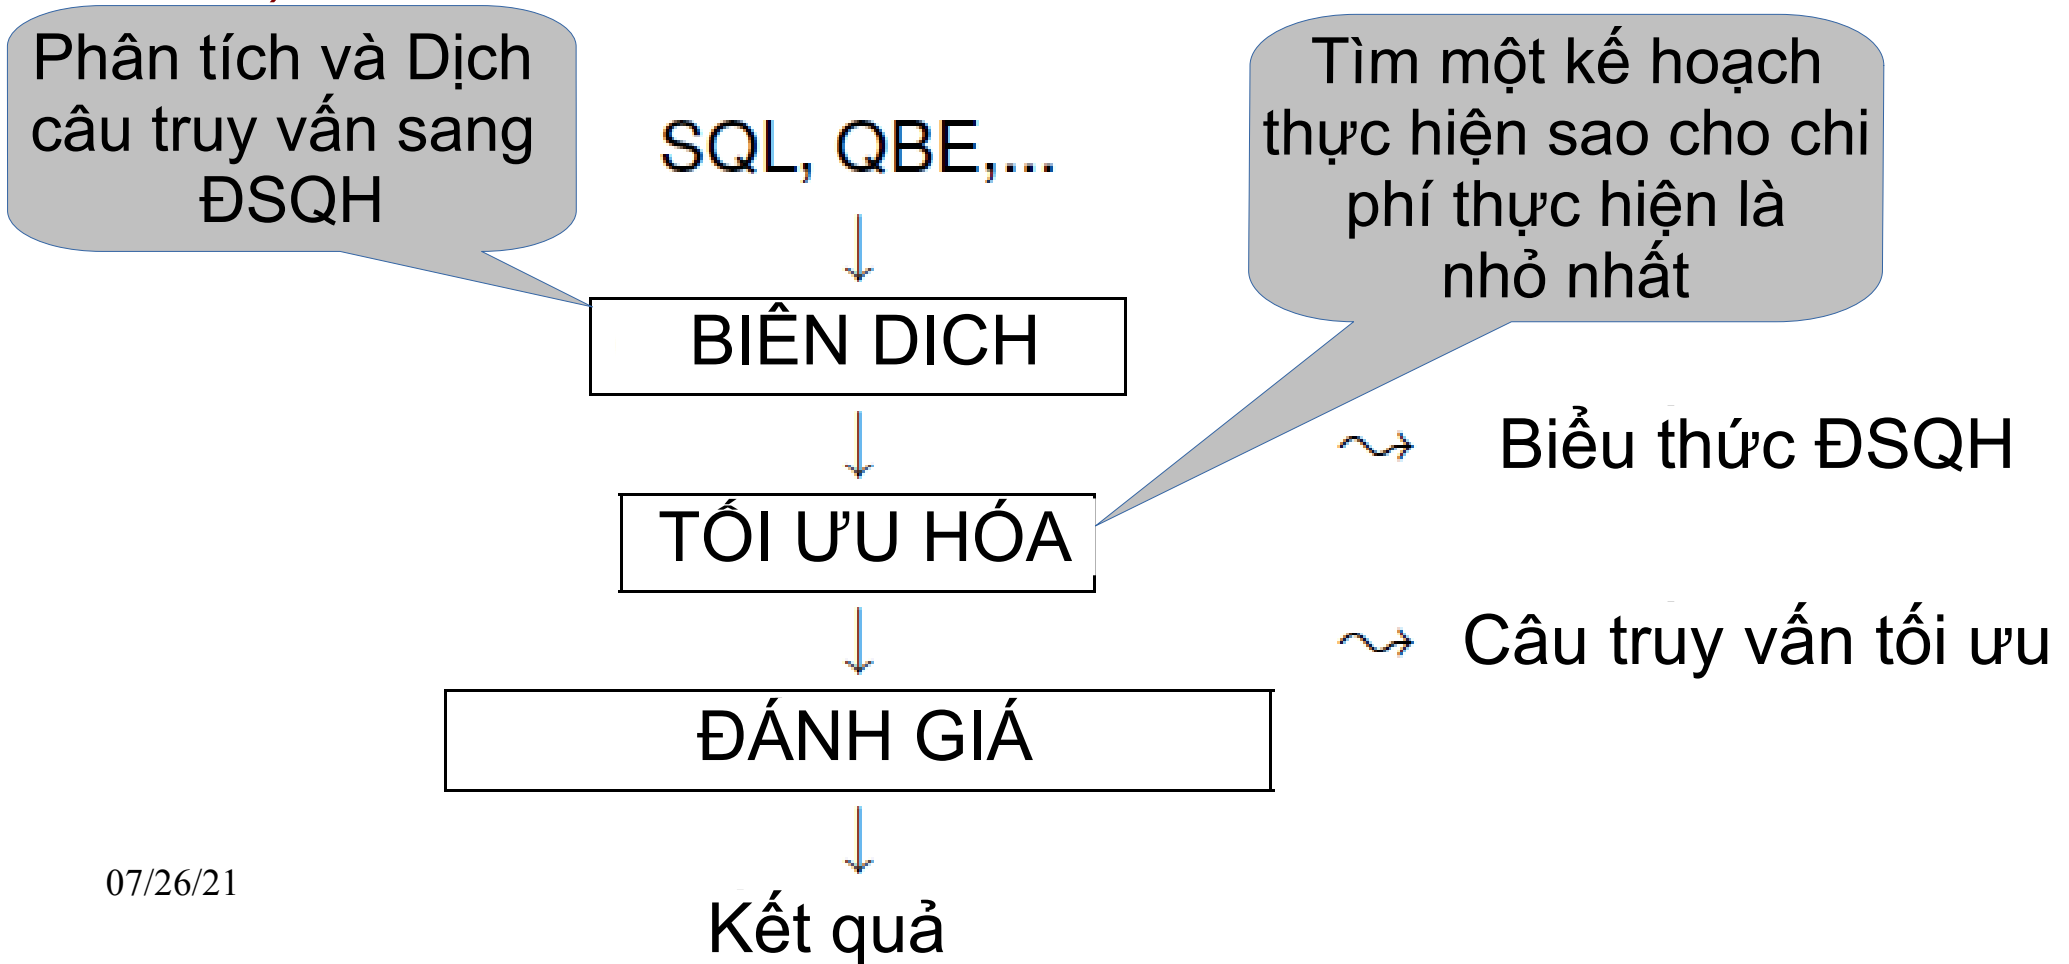 Phân tích và Dịch
câu truy vấn sang
ĐSQH
Tìm một kế hoạch
thực hiện sao cho chi
phí thực hiện là
nhỏ nhất
SQL, QBE,...
BIÊN DICH
Biểu thức ĐSQH
TỐI ƯU HÓA
Câu truy vấn tối ưu
ĐÁNH GIÁ
07/26/21
Kết quả